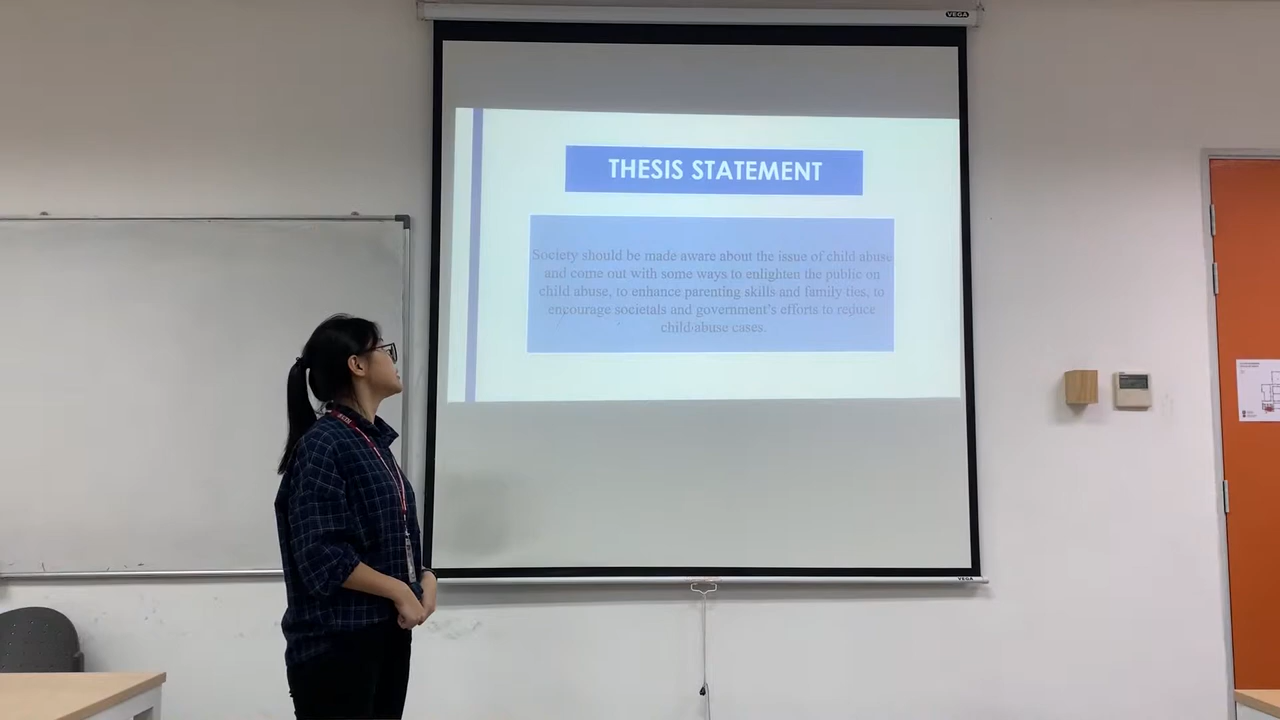 VEGA
THESIS STATEMENT
Society should be made aware about the issue of child abuse
and come out with some ways to enlighten the public on
child abuse, to enhance parenting skills and family ties, to
encourage societals and government's efforts to reduce
child abuse cases.
VEGA